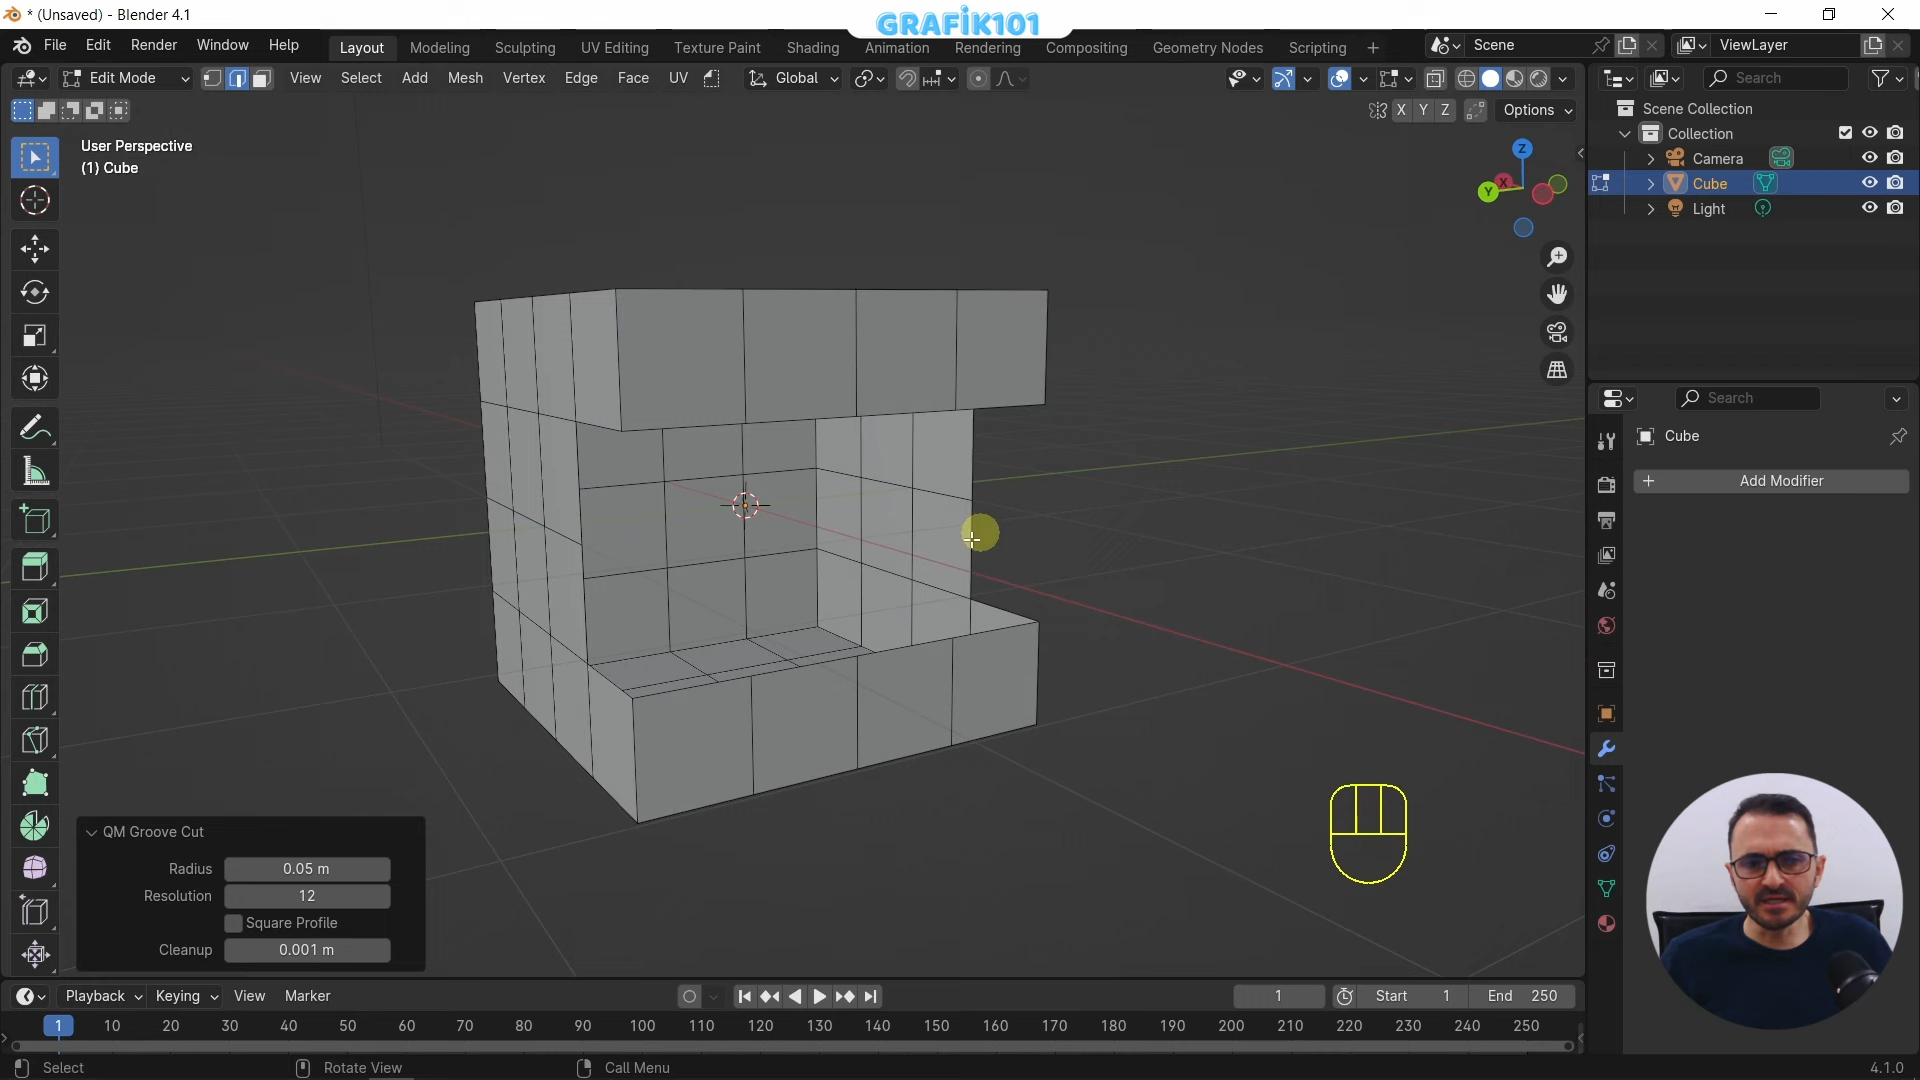 * (Unsaved) - Blender 4.1
GRAFİK101
File Edit Render Window Help
Layout Modeling Sculpting UV Editing Texture Paint Shading Animation Rendering Compositing Geometry Nodes Scripting +
Scene
ViewLayer
Edit Mode
View Select Add Mesh Vertex Edge Face UV
Global
Search
X Y Z
Options
User Perspective
(1) Cube
Z
X
Y
Scene Collection
Collection
Camera
Cube
Light
Search
Cube
+ Add Modifier
QM Groove Cut
Radius 0.05 m
Resolution 12
Square Profile
Cleanup 0.001 m
Playback Keying View Marker
1
Start 1
End 250
1 10 20 30 40 50 60 70 80 90 100 110 120 130 140 150 160 170 180 190 200 210 220 230 240 250
Select
Rotate View
Call Menu
4.1.0